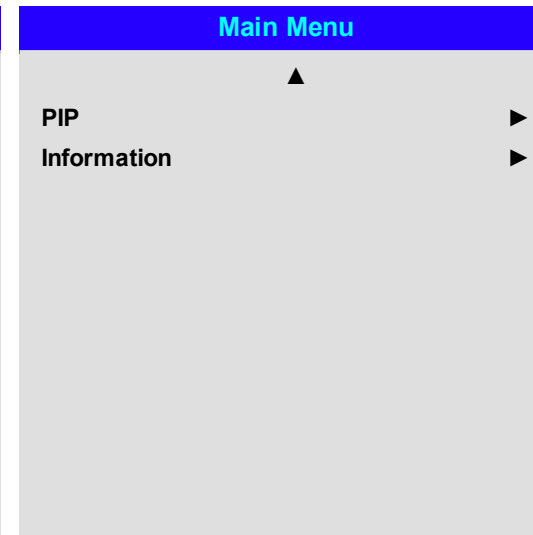 Main Menu
▲
PIP ►
Information ►